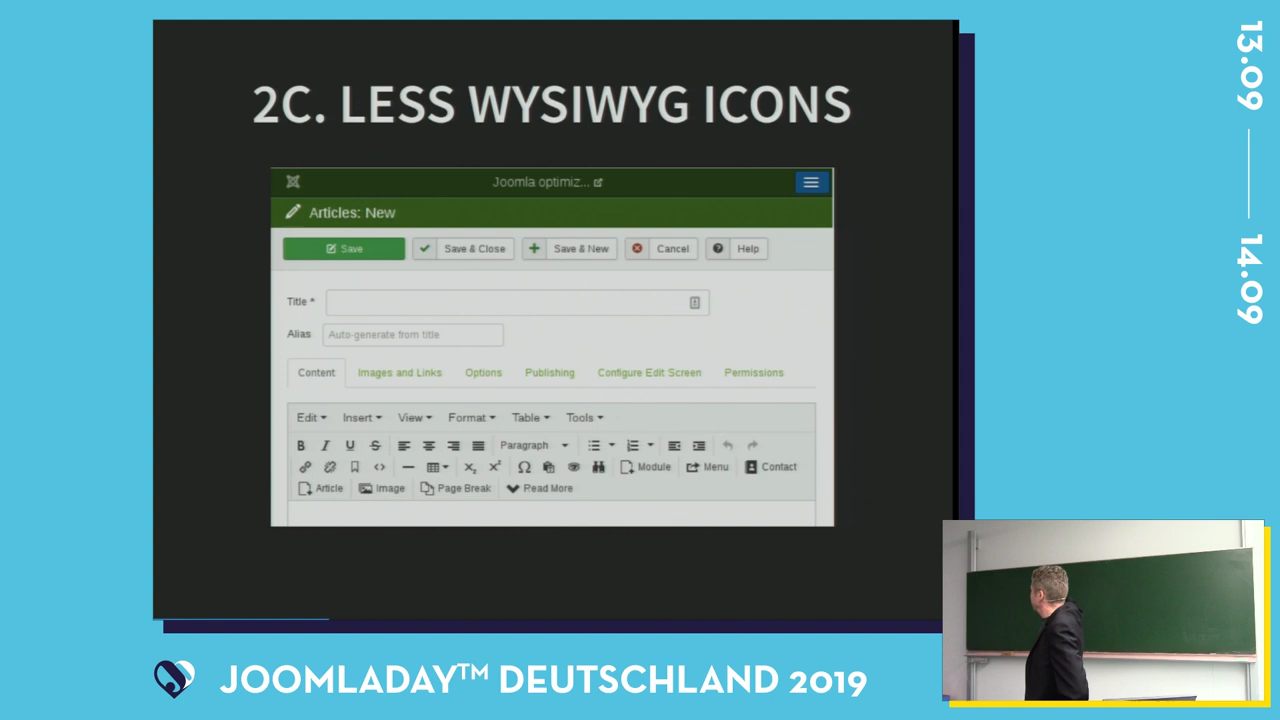 2C. LESS WYSIWYG ICONS
Joomla optimiz...
Articles: New
Save
Save & Close
Save & New
Cancel
Help
Title *
Alias
Auto-generate from title
Content
Images and Links
Options
Publishing
Configure Edit Screen
Permissions
Edit
Insert
View
Format
Table
Tools
B I U S
Paragraph
Module
Menu
Contact
Article
Image
Page Break
Read More
13.09
14.09
JOOMLADAY™ DEUTSCHLAND 2019